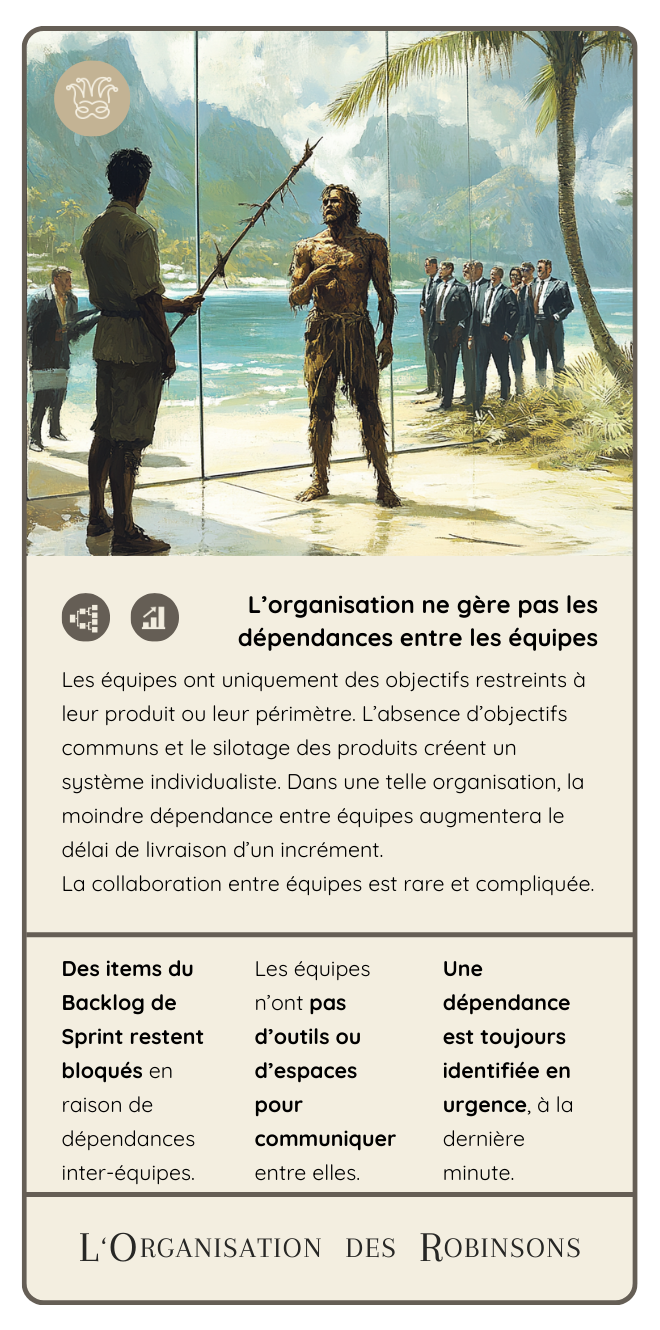 L’organisation ne gère pas les
dépendances entre les équipes
Les équipes ont uniquement des objectifs restreints à
leur produit ou leur périmètre. L’absence d’objectifs
communs et le silotage des produits créent un
système individualiste. Dans une telle organisation, la
moindre dépendance entre équipes augmentera le
délai de livraison d’un incrément.
La collaboration entre équipes est rare et compliquée.
Des items du
Backlog de
Sprint restent
bloqués en
raison de
dépendances
inter-équipes.
Les équipes
n’ont pas
d’outils ou
d’espaces
pour
communiquer
entre elles.
Une
dépendance
est toujours
identifiée en
urgence, à la
dernière
minute.
L‘Organisation des Robinsons